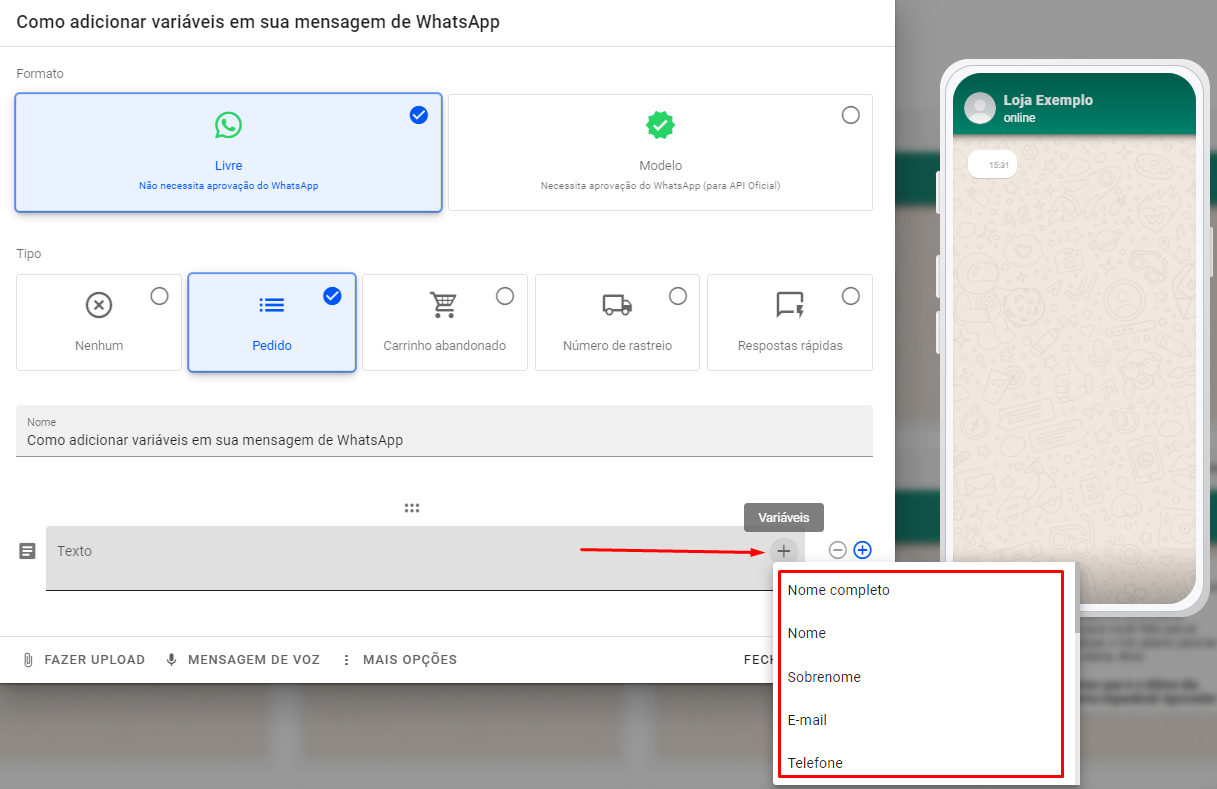 Como adicionar variáveis em sua mensagem de WhatsApp
Formato
Livre
Não necessita aprovação do WhatsApp
Modelo
Necessita aprovação do WhatsApp (para API Oficial)
Tipo
Nenhum
Pedido
Carrinho abandonado
Número de rastreio
Respostas rápidas
Nome
Como adicionar variáveis em sua mensagem de WhatsApp
Variáveis
Texto
Nome completo
Nome
Sobrenome
E-mail
Telefone
FAZER UPLOAD
MENSAGEM DE VOZ
MAIS OPÇÕES
Loja Exemplo
online
15:31